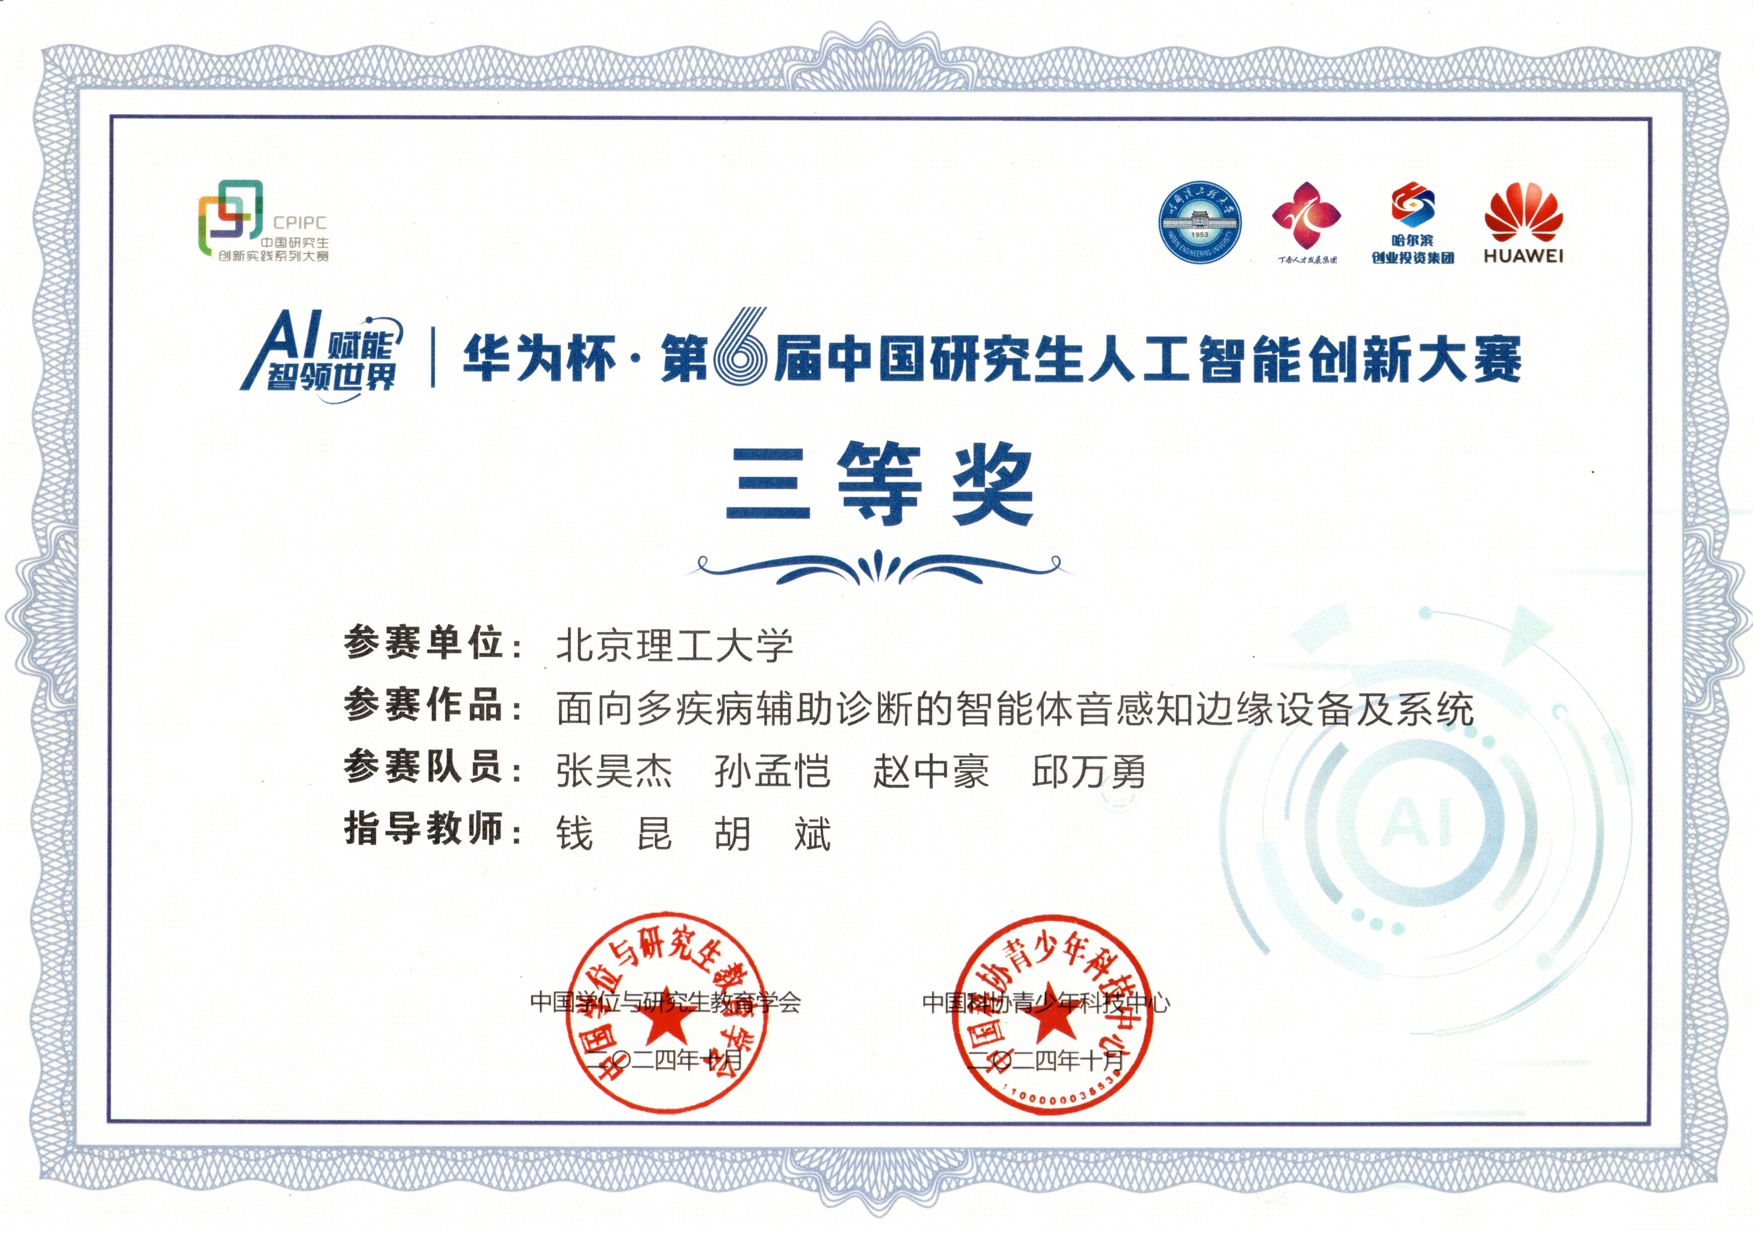 CPIPC
中国研究生
创新实践系列大赛
哈尔滨工程大学
1953
HARBIN ENGINEERING UNIVERSITY
丁香人才发展集团
哈尔滨
创业投资集团
HUAWEI
AI赋能
智领世界
华为杯·第6届中国研究生人工智能创新大赛
三等奖
参赛单位：北京理工大学
参赛作品：面向多疾病辅助诊断的智能体音感知边缘设备及系统
参赛队员：张昊杰 孙孟恺 赵中豪 邱万勇
指导教师：钱 昆 胡 斌
AI
中国学位与研究生教育学会
中国学位与研究生教育学会
二〇二四年十月
中国科协青少年科技中心
中国科协青少年科技中心
二〇二四年十月